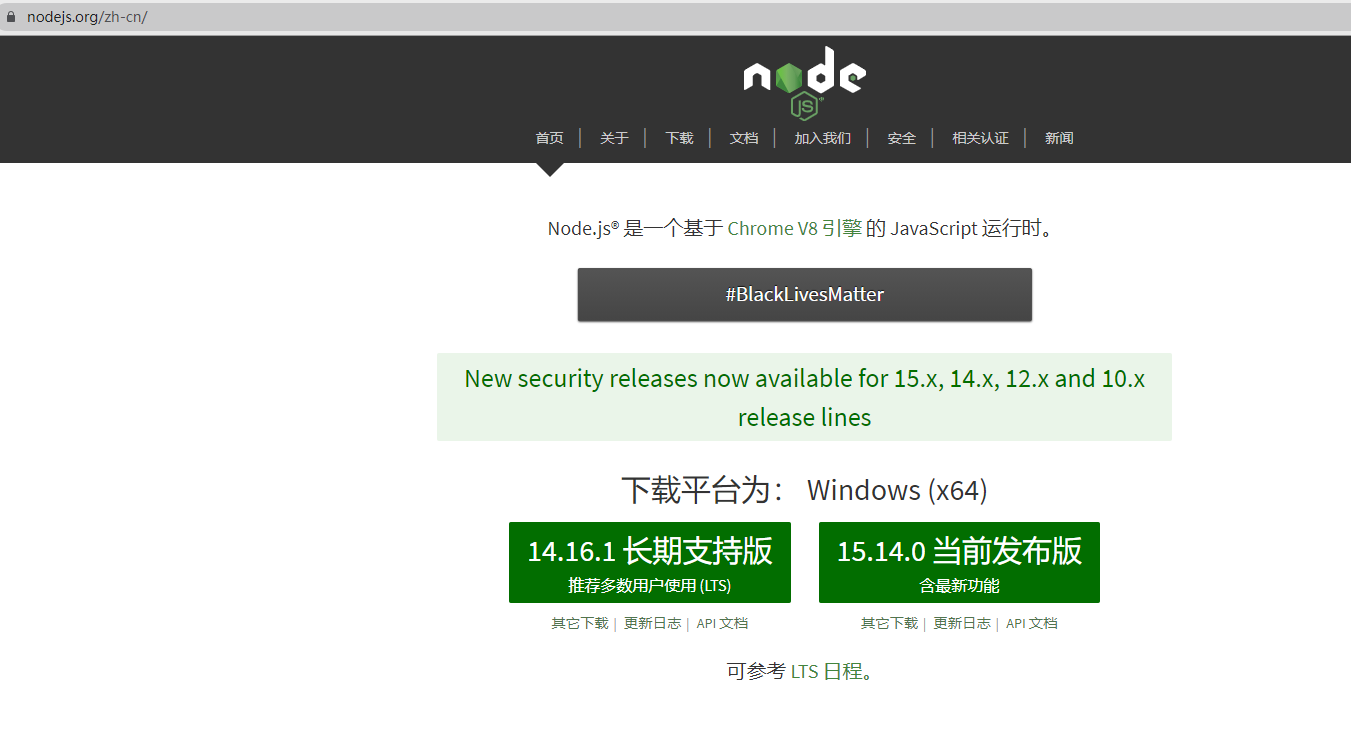 nodejs.org/zh-cn/
node
JS
首页 | 关于 | 下载 | 文档 | 加入我们 | 安全 | 相关认证 | 新闻
Node.js® 是一个基于 Chrome V8 引擎 的 JavaScript 运行时。
#BlackLivesMatter
New security releases now available for 15.x, 14.x, 12.x and 10.x
release lines
下载平台为： Windows (x64)
14.16.1 长期支持版 15.14.0 当前发布版
推荐多数用户使用 (LTS) 含最新功能
其它下载 | 更新日志 | API 文档 其它下载 | 更新日志 | API 文档
可参考 LTS 日程。